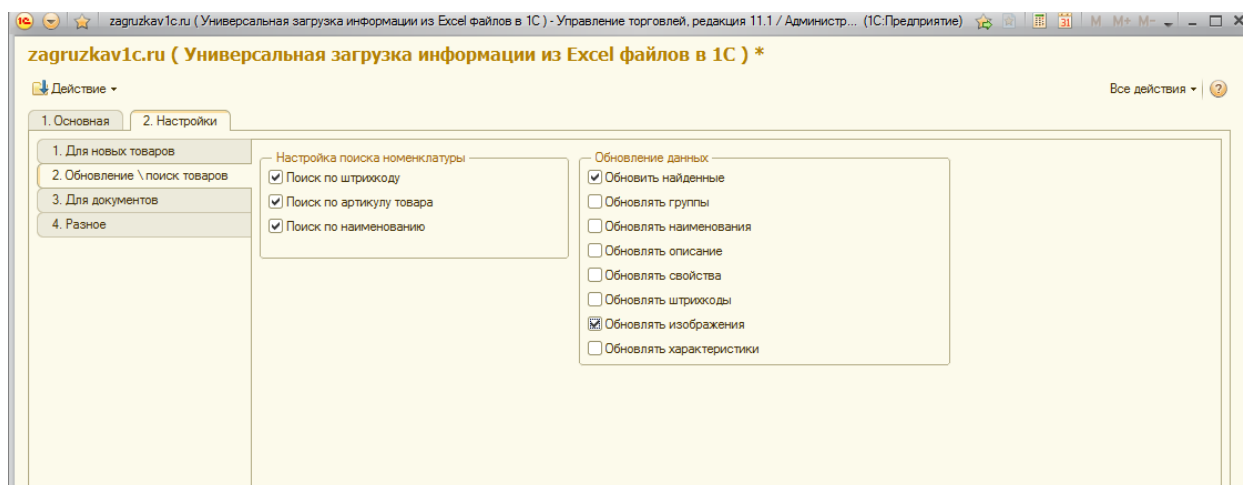 zagruzkav1c.ru ( Универсальная загрузка информации из Excel файлов в 1С ) - Управление торговлей, редакция 11.1 / Администр... (1С:Предприятие) 31 M M+ M-
zagruzkav1c.ru ( Универсальная загрузка информации из Excel файлов в 1С ) *
Действие
Все действия ?
1. Основная
2. Настройки
1. Для новых товаров
2. Обновление \ поиск товаров
3. Для документов
4. Разное
Настройка поиска номенклатуры
Поиск по штрихкоду
Поиск по артикулу товара
Поиск по наименованию
Обновление данных
Обновить найденные
Обновлять группы
Обновлять наименования
Обновлять описание
Обновлять свойства
Обновлять штрихкоды
Обновлять изображения
Обновлять характеристики